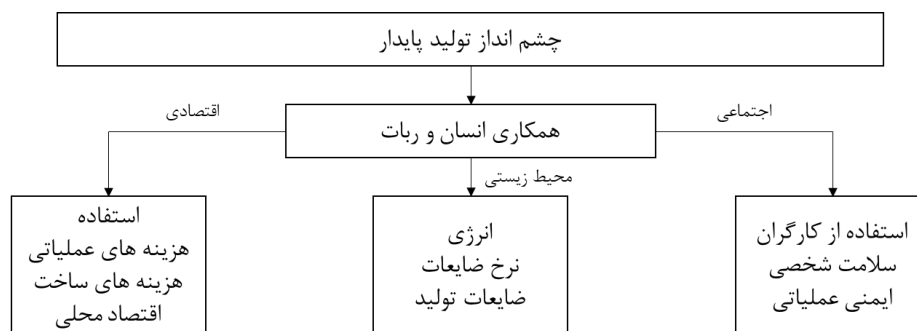 چشم انداز تولید پایدار
همکاری انسان و ربات
اجتماعی
اقتصادی
محیط زیستی
استفاده از کارگران
سلامت شخصی
ایمنی عملیاتی
انرژی
نرخ ضایعات
ضایعات تولید
استفاده
هزینه های عملیاتی
هزینه های ساخت
اقتصاد محلی